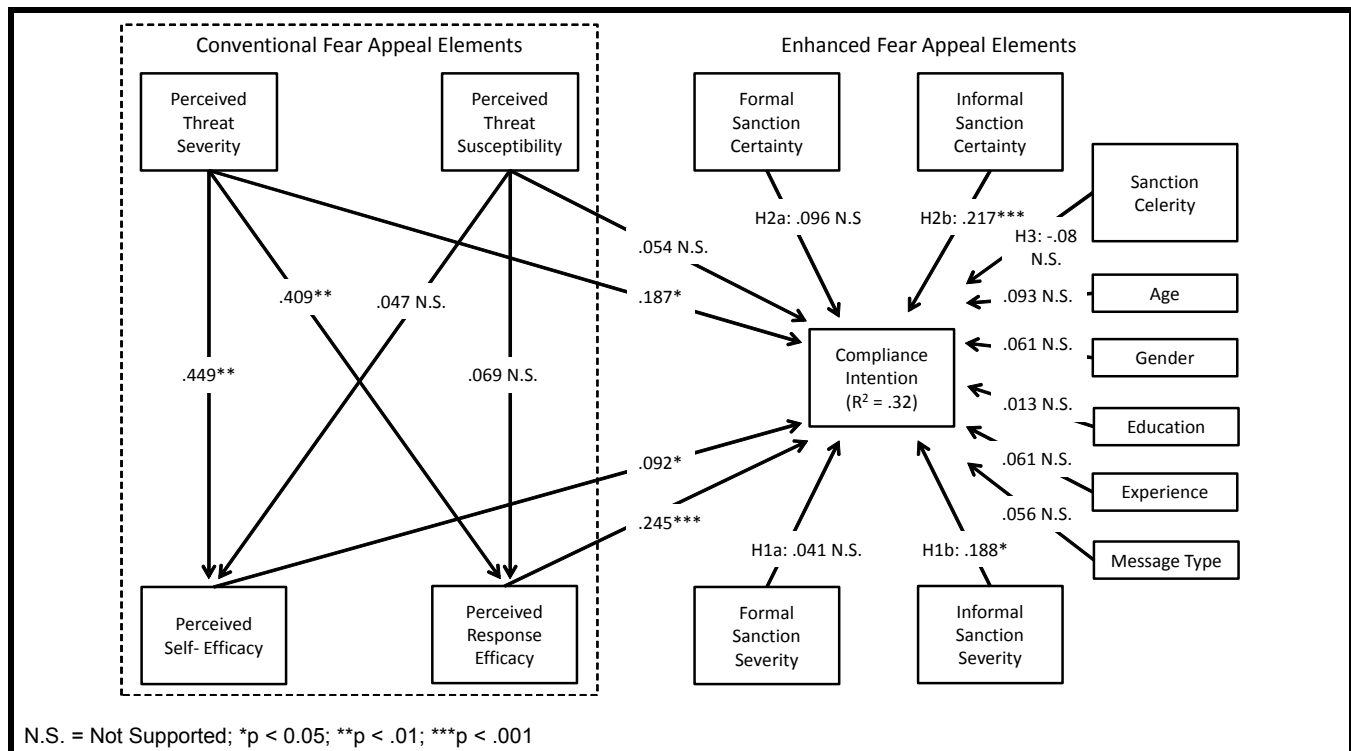 Conventional Fear Appeal Elements
Enhanced Fear Appeal Elements
Perceived
Threat
Severity
Perceived
Threat
Susceptibility
Formal
Sanction
Certainty
Informal
Sanction
Certainty
Sanction
Celerity
H2a: .096 N.S
H2b: .217***
H3: -.08
N.S.
.054 N.S.
.187*
.409**
.047 N.S.
.449**
.069 N.S.
.093 N.S.
Age
.061 N.S.
Gender
Compliance
Intention
(R² = .32)
.013 N.S.
Education
.061 N.S.
Experience
.056 N.S.
Message Type
.092*
.245***
H1a: .041 N.S.
H1b: .188*
Perceived
Self- Efficacy
Perceived
Response
Efficacy
Formal
Sanction
Severity
Informal
Sanction
Severity
N.S. = Not Supported; *p < 0.05; **p < .01; ***p < .001